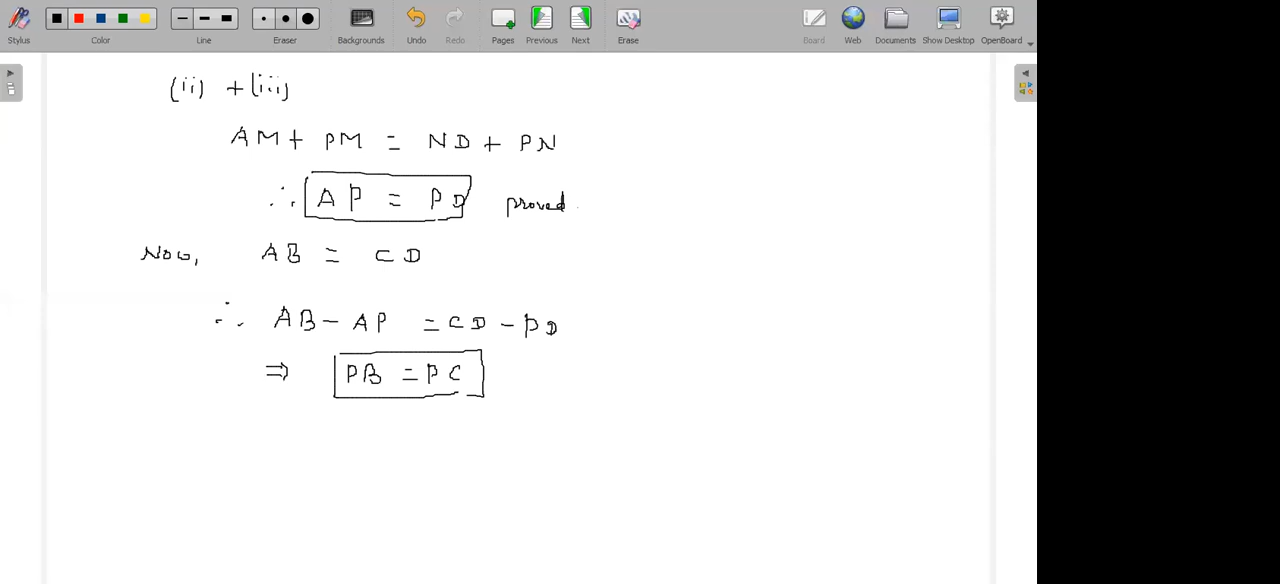 Stylus
Color
Line
Eraser
Backgrounds
Undo
Redo
Pages
Previous
Next
Erase
Board
Web
Documents
Show Desktop
OpenBoard
(ii) + (iii)
AM + PM = ND + PN
∴ AP = PD proved
Now, AB = CD
∴ AB - AP = CD - PD
⇒ PB = PC